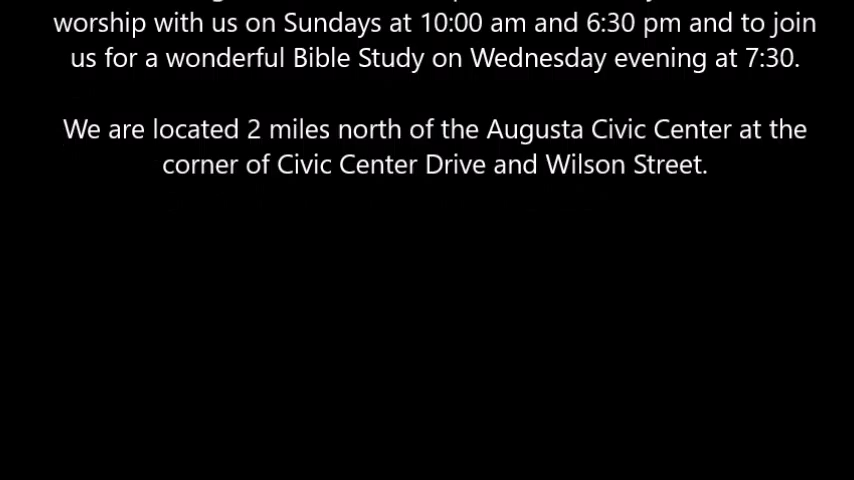 worship with us on Sundays at 10:00 am and 6:30 pm and to join
us for a wonderful Bible Study on Wednesday evening at 7:30.
We are located 2 miles north of the Augusta Civic Center at the
corner of Civic Center Drive and Wilson Street.